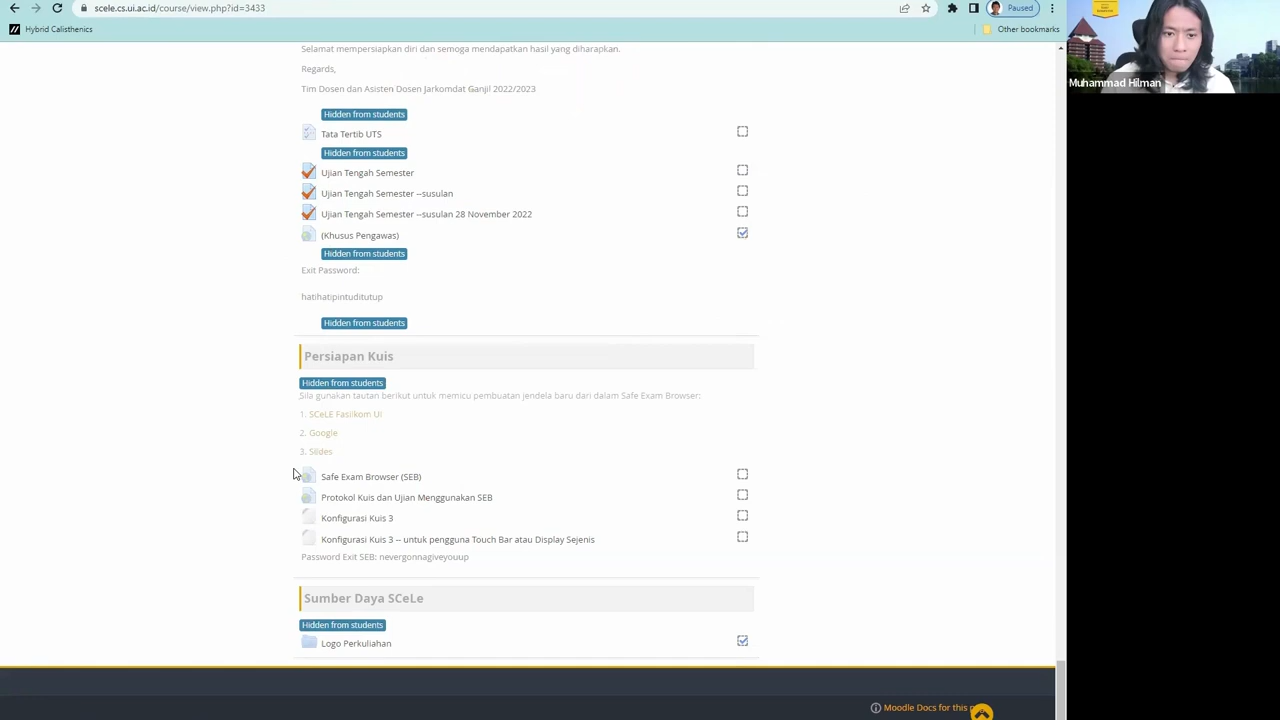 scele.cs.ui.ac.id/course/view.php?id=3433
Paused
Hybrid Calisthenics
Other bookmarks
Muhammad Hilman
Selamat mempersiapkan diri dan semoga mendapatkan hasil yang diharapkan.
Regards,
Tim Dosen dan Asisten Dosen Jarkomdat Ganjil 2022/2023
Hidden from students
Tata Tertib UTS
Hidden from students
Ujian Tengah Semester
Ujian Tengah Semester --susulan
Ujian Tengah Semester --susulan 28 November 2022
(Khusus Pengawas)
Hidden from students
Exit Password:
hatihatipintuditutup
Hidden from students
Persiapan Kuis
Hidden from students
Sila gunakan tautan berikut untuk memicu pembuatan jendela baru dari dalam Safe Exam Browser:
1. SCeLE Fasilkom UI
2. Google
3. Slides
Safe Exam Browser (SEB)
Protokol Kuis dan Ujian Menggunakan SEB
Konfigurasi Kuis 3
Konfigurasi Kuis 3 -- untuk pengguna Touch Bar atau Display Sejenis
Password Exit SEB: nevergonnagiveyouup
Sumber Daya SCeLe
Hidden from students
Logo Perkuliahan
Moodle Docs for this